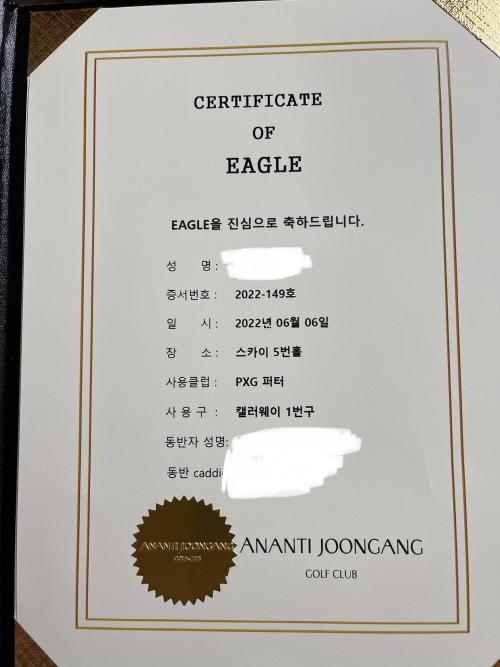 CERTIFICATE
OF
EAGLE
EAGLE을 진심으로 축하드립니다.
성 명 :
증서번호 : 2022-149호
일 시 : 2022년 06월 06일
장 소 : 스카이 5번홀
사용클럽 : PXG 퍼터
사 용 구 : 캘러웨이 1번구
동반자 성명:
동반 caddi
ANANTI JOONGANG
GOLF CLUB
ANANTI JOONGANG
GOLF CLUB